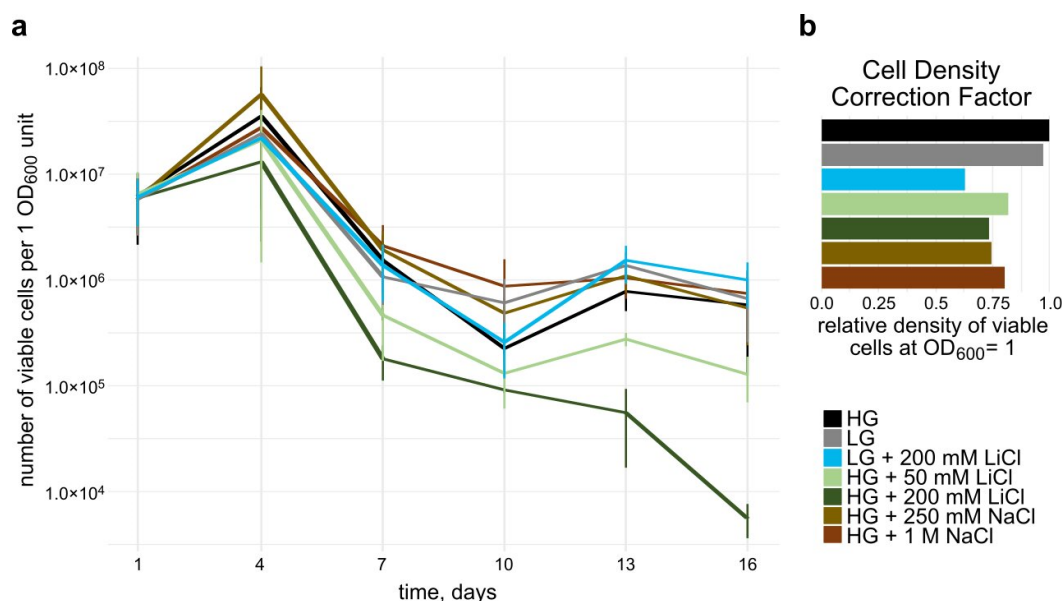 a
number of viable cells per 1 OD₆₀₀ unit
1.0×10⁸
1.0×10⁷
1.0×10⁶
1.0×10⁵
1.0×10⁴
1 4 7 10 13 16
time, days
b
Cell Density
Correction Factor
0.0 0.25 0.5 0.75 1.0
relative density of viable
cells at OD₆₀₀= 1
HG
LG
LG + 200 mM LiCl
HG + 50 mM LiCl
HG + 200 mM LiCl
HG + 250 mM NaCl
HG + 1 M NaCl